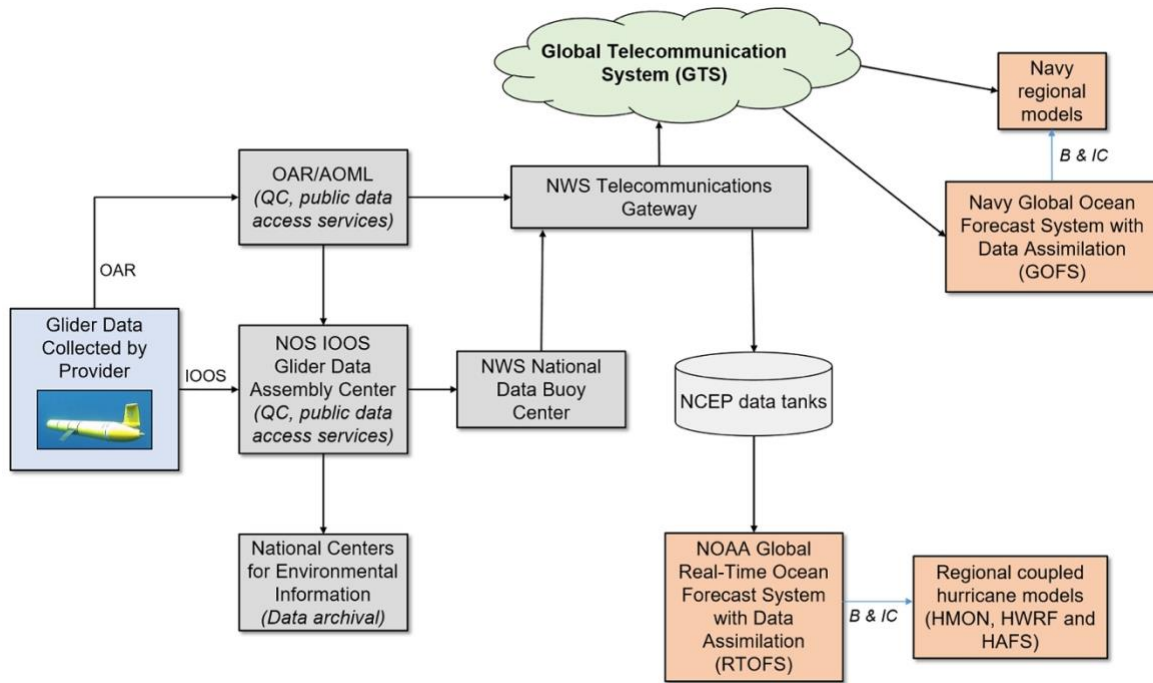 Global Telecommunication
System (GTS)
Navy
regional
models
B & IC
OAR/AOML
(QC, public data
access services)
NWS Telecommunications
Gateway
Navy Global Ocean
Forecast System with
Data Assimilation
(GOFS)
OAR
Glider Data
Collected by
Provider
IOOS
NOS IOOS
Glider Data
Assembly Center
(QC, public data
access services)
NWS National
Data Buoy
Center
NCEP data tanks
National Centers
for Environmental
Information
(Data archival)
NOAA Global
Real-Time Ocean
Forecast System
with Data
Assimilation
(RTOFS)
B & IC
Regional coupled
hurricane models
(HMON, HWRF and
HAFS)